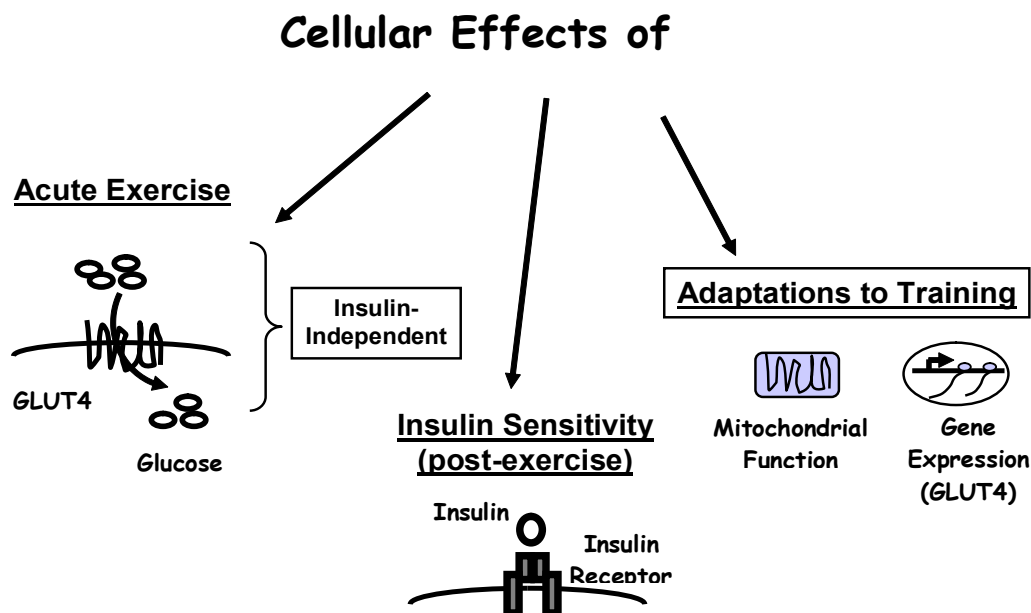 Cellular Effects of
Acute Exercise
Insulin-
Independent
GLUT4
Glucose
Insulin Sensitivity
(post-exercise)
Insulin
Insulin
Receptor
Adaptations to Training
Mitochondrial
Function
Gene
Expression
(GLUT4)